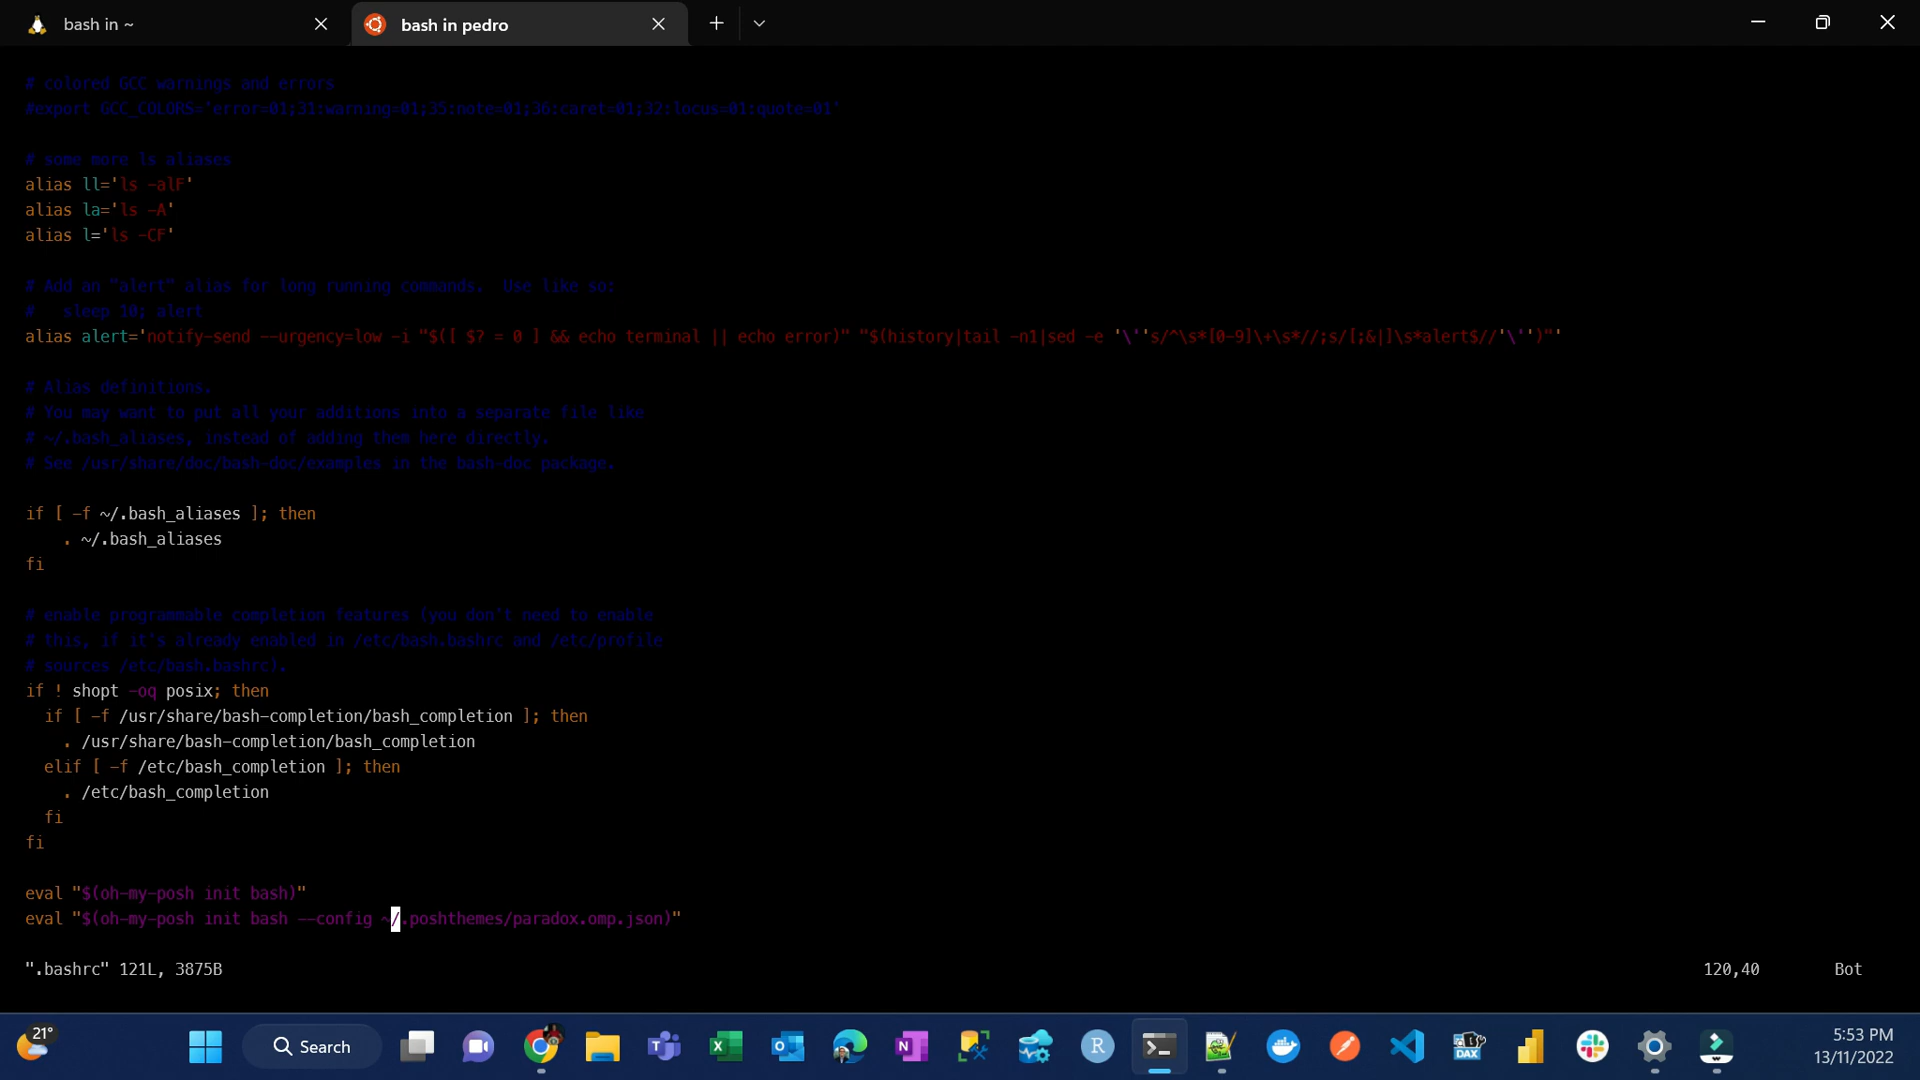 bash in ~
bash in pedro
# colored GCC warnings and errors
#export GCC_COLORS='error=01;31:warning=01;35:note=01;36:caret=01;32:locus=01:quote=01'
# some more ls aliases
alias ll='ls -alF'
alias la='ls -A'
alias l='ls -CF'
# Add an "alert" alias for long running commands.  Use like so:
#   sleep 10; alert
alias alert='notify-send --urgency=low -i "$([ $? = 0 ] && echo terminal || echo error)" "$(history|tail -n1|sed -e '\''s/^\s*[0-9]\+\s*//;s/[;&|]\s*alert$//'\'')"'
# Alias definitions.
# You may want to put all your additions into a separate file like
# ~/.bash_aliases, instead of adding them here directly.
# See /usr/share/doc/bash-doc/examples in the bash-doc package.
if [ -f ~/.bash_aliases ]; then
    . ~/.bash_aliases
fi
# enable programmable completion features (you don't need to enable
# this, if it's already enabled in /etc/bash.bashrc and /etc/profile
# sources /etc/bash.bashrc).
if ! shopt -oq posix; then
  if [ -f /usr/share/bash-completion/bash_completion ]; then
    . /usr/share/bash-completion/bash_completion
  elif [ -f /etc/bash_completion ]; then
    . /etc/bash_completion
  fi
fi
eval "$(oh-my-posh init bash)"
eval "$(oh-my-posh init bash --config ~/.poshthemes/paradox.omp.json)"
".bashrc" 121L, 3875B
120,40
Bot
21°
Search
DAX
5:53 PM
13/11/2022